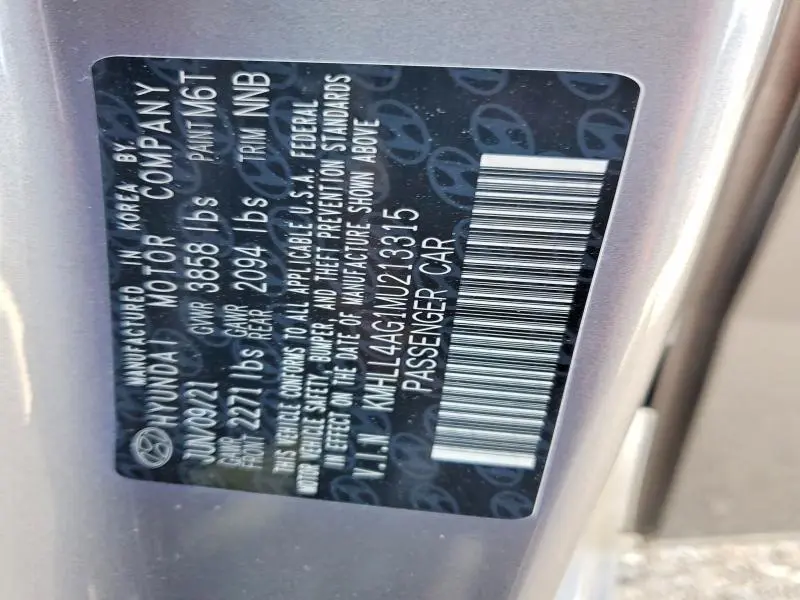 MANUFACTURED IN KOREA BY.
HYUNDAI MOTOR COMPANY
JUN/09/21 GVWR 3858 lbs PAINT M6T
GAWR FRONT 2271 lbs GAWR REAR 2094 lbs TRIM NNB
THIS VEHICLE CONFORMS TO ALL APPLICABLE U.S.A. FEDERAL
MOTOR VEHICLE SAFETY, BUMPER, AND THEFT PREVENTION STANDARDS
IN EFFECT ON THE DATE OF MANUFACTURE SHOWN ABOVE
V.I.N KMHLL4AG1MU213315
PASSENGER CAR